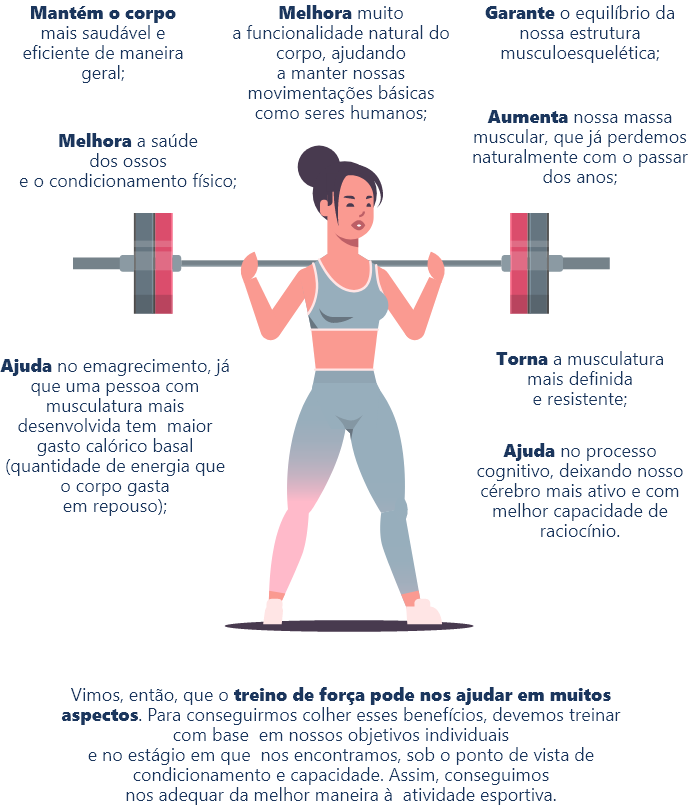 Mantém o corpo
mais saudável e
eficiente de maneira
geral;
Melhora muito
a funcionalidade natural do
corpo, ajudando
a manter nossas
movimentações básicas
como seres humanos;
Garante o equilíbrio da
nossa estrutura
musculoesquelética;
Melhora a saúde
dos ossos
e o condicionamento físico;
Aumenta nossa massa
muscular, que já perdemos
naturalmente com o passar
dos anos;
Ajuda no emagrecimento, já
que uma pessoa com
musculatura mais
desenvolvida tem maior
gasto calórico basal
(quantidade de energia que
o corpo gasta
em repouso);
Torna a musculatura
mais definida
e resistente;
Ajuda no processo
cognitivo, deixando nosso
cérebro mais ativo e com
melhor capacidade de
raciocínio.
Vimos, então, que o treino de força pode nos ajudar em muitos
aspectos. Para conseguirmos colher esses benefícios, devemos treinar
com base em nossos objetivos individuais
e no estágio em que nos encontramos, sob o ponto de vista de
condicionamento e capacidade. Assim, conseguimos
nos adequar da melhor maneira à atividade esportiva.